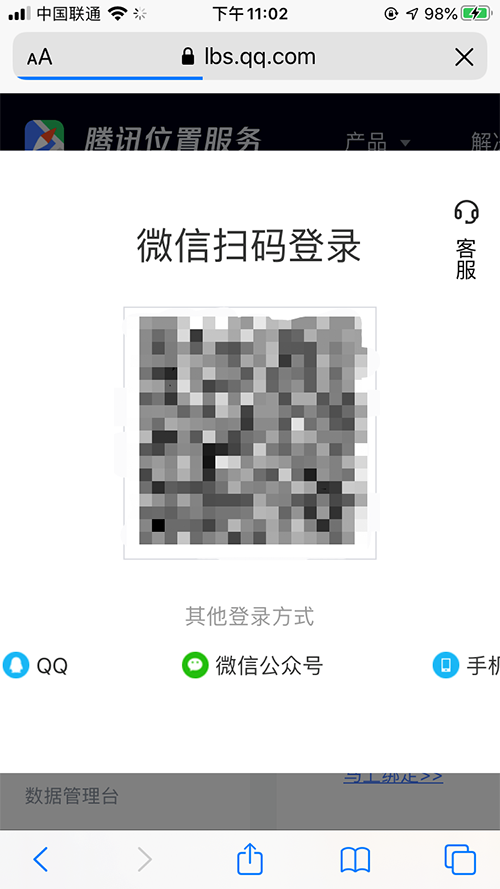 中国联通 下午11:02 98%
AA lbs.qq.com
腾讯位置服务 产品
微信扫码登录
客服
其他登录方式
QQ 微信公众号 手机
马上绑定>>
数据管理台